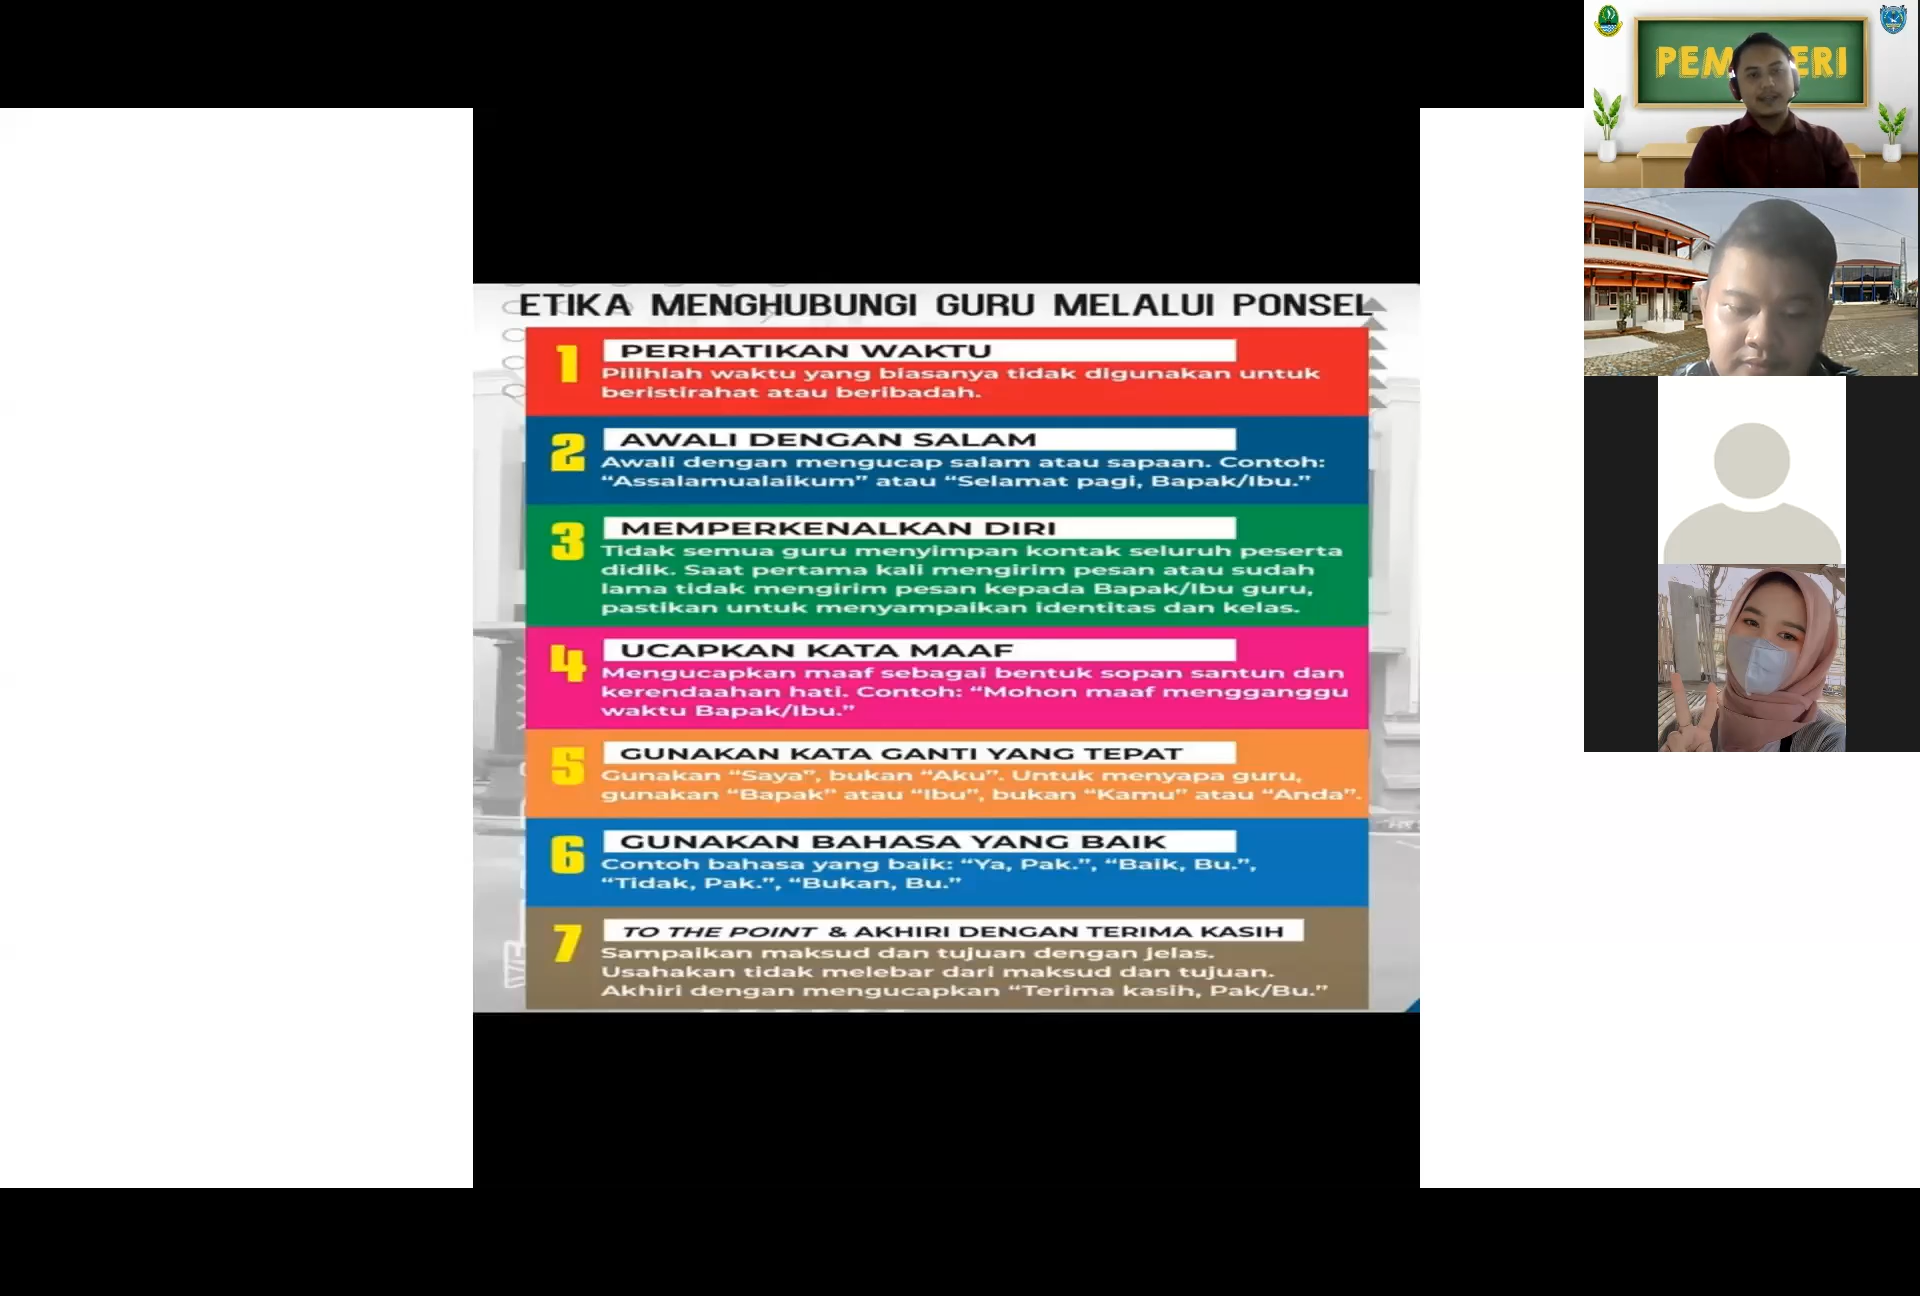 ETIKA MENGHUBUNGI GURU MELALUI PONSEL
1
PERHATIKAN WAKTU
Pilihlah waktu yang biasanya tidak digunakan untuk
beristirahat atau beribadah.
2
AWALI DENGAN SALAM
Awali dengan mengucap salam atau sapaan. Contoh:
“Assalamualaikum” atau “Selamat pagi, Bapak/Ibu.”
3
MEMPERKENALKAN DIRI
Tidak semua guru menyimpan kontak seluruh peserta
didik. Saat pertama kali mengirim pesan atau sudah
lama tidak mengirim pesan kepada Bapak/Ibu guru,
pastikan untuk menyampaikan identitas dan kelas.
4
UCAPKAN KATA MAAF
Mengucapkan maaf sebagai bentuk sopan santun dan
kerendaahan hati. Contoh: “Mohon maaf mengganggu
waktu Bapak/Ibu.”
5
GUNAKAN KATA GANTI YANG TEPAT
Gunakan “Saya”, bukan “Aku”. Untuk menyapa guru,
gunakan “Bapak” atau “Ibu”, bukan “Kamu” atau “Anda”.
6
GUNAKAN BAHASA YANG BAIK
Contoh bahasa yang baik: “Ya, Pak.”, “Baik, Bu.”,
“Tidak, Pak.”, “Bukan, Bu.”
7
TO THE POINT & AKHIRI DENGAN TERIMA KASIH
Sampaikan maksud dan tujuan dengan jelas.
Usahakan tidak melebar dari maksud dan tujuan.
Akhiri dengan mengucapkan “Terima kasih, Pak/Bu.”